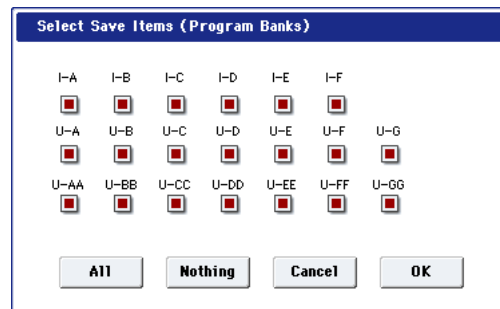 Select Save Items (Program Banks)
I-A I-B I-C I-D I-E I-F
U-A U-B U-C U-D U-E U-F U-G
U-AA U-BB U-CC U-DD U-EE U-FF U-GG
All Nothing Cancel OK